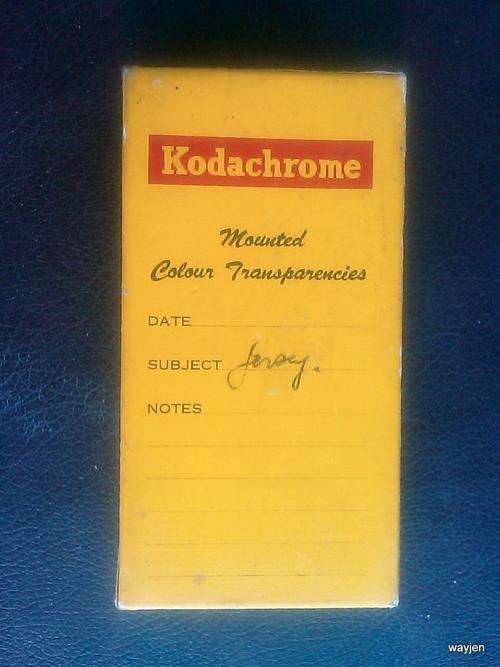 Kodachrome
Mounted
Colour Transparencies
DATE
SUBJECT Jersey.
NOTES
wayjen